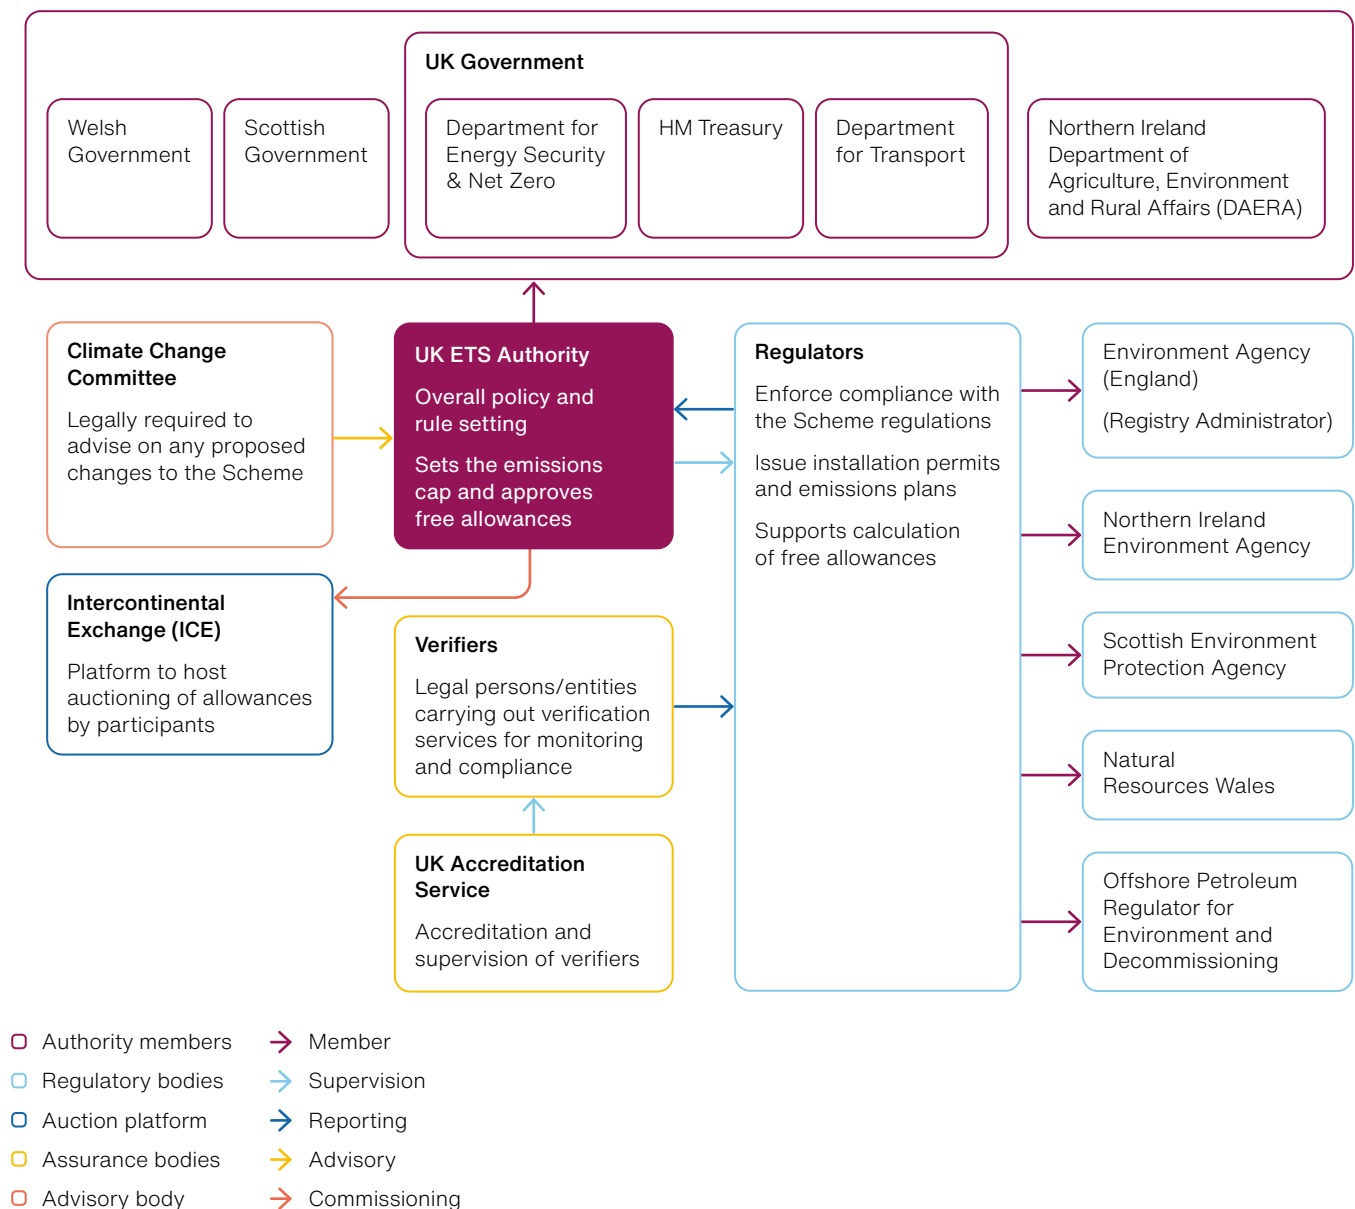 UK Government
Welsh
Government
Scottish
Government
Department for
Energy Security
& Net Zero
HM Treasury
Department
for Transport
Northern Ireland
Department of
Agriculture, Environment
and Rural Affairs (DAERA)
Climate Change
Committee
Legally required to
advise on any proposed
changes to the Scheme
UK ETS Authority
Overall policy and
rule setting
Sets the emissions
cap and approves
free allowances
Regulators
Enforce compliance with
the Scheme regulations
Issue installation permits
and emissions plans
Supports calculation
of free allowances
Environment Agency
(England)
(Registry Administrator)
Northern Ireland
Environment Agency
Scottish Environment
Protection Agency
Natural
Resources Wales
Offshore Petroleum
Regulator for
Environment and
Decommissioning
Intercontinental
Exchange (ICE)
Platform to host
auctioning of allowances
by participants
Verifiers
Legal persons/entities
carrying out verification
services for monitoring
and compliance
UK Accreditation
Service
Accreditation and
supervision of verifiers
Authority members
Regulatory bodies
Auction platform
Assurance bodies
Advisory body
Member
Supervision
Reporting
Advisory
Commissioning